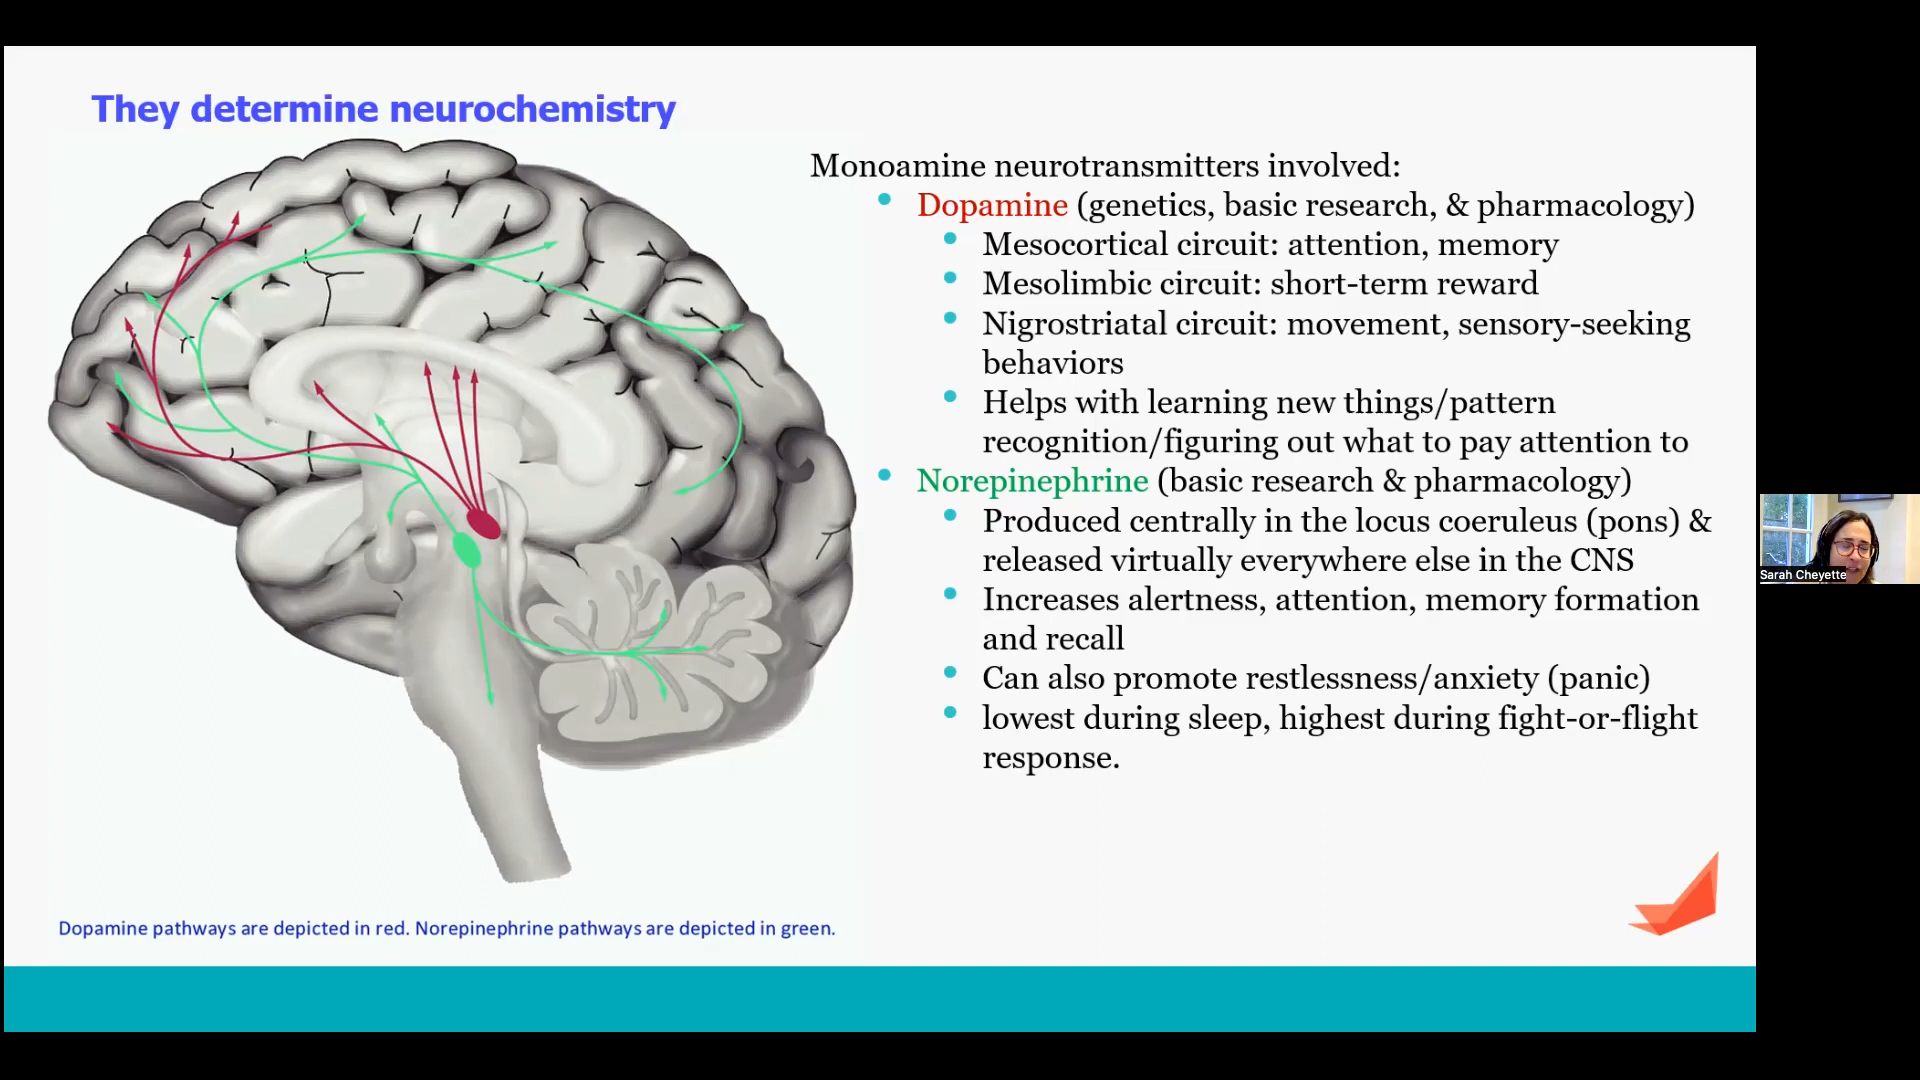 They determine neurochemistry
Monoamine neurotransmitters involved:
• Dopamine (genetics, basic research, & pharmacology)
• Mesocortical circuit: attention, memory
• Mesolimbic circuit: short-term reward
• Nigrostriatal circuit: movement, sensory-seeking
behaviors
• Helps with learning new things/pattern
recognition/figuring out what to pay attention to
• Norepinephrine (basic research & pharmacology)
• Produced centrally in the locus coeruleus (pons) &
released virtually everywhere else in the CNS
• Increases alertness, attention, memory formation
and recall
• Can also promote restlessness/anxiety (panic)
• lowest during sleep, highest during fight-or-flight
response.
Dopamine pathways are depicted in red. Norepinephrine pathways are depicted in green.
Sarah Cheyette